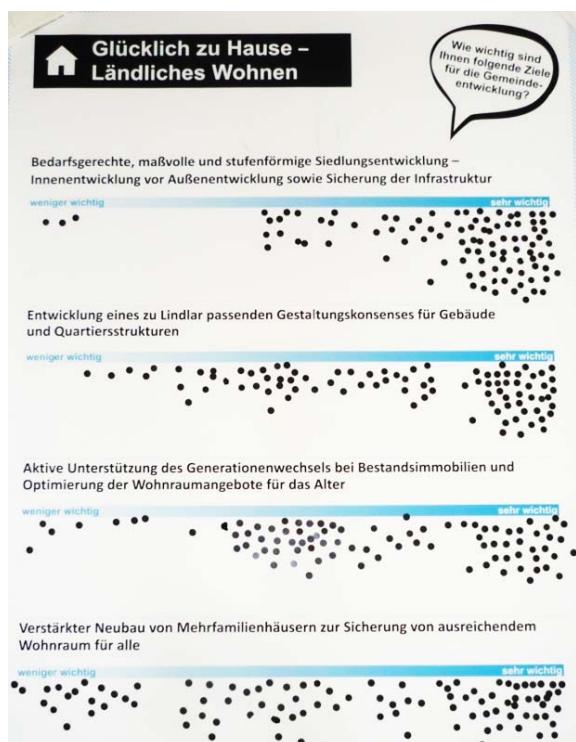 Glücklich zu Hause –
Ländliches Wohnen
Wie wichtig sind
Ihnen folgende Ziele
für die Gemeinde-
entwicklung?
Bedarfsgerechte, maßvolle und stufenförmige Siedlungsentwicklung –
Innenentwicklung vor Außenentwicklung sowie Sicherung der Infrastruktur
weniger wichtig sehr wichtig
Entwicklung eines zu Lindlar passenden Gestaltungskonsenses für Gebäude
und Quartiersstrukturen
weniger wichtig sehr wichtig
Aktive Unterstützung des Generationenwechsels bei Bestandsimmobilien und
Optimierung der Wohnraumangebote für das Alter
weniger wichtig sehr wichtig
Verstärkter Neubau von Mehrfamilienhäusern zur Sicherung von ausreichendem
Wohnraum für alle
weniger wichtig sehr wichtig